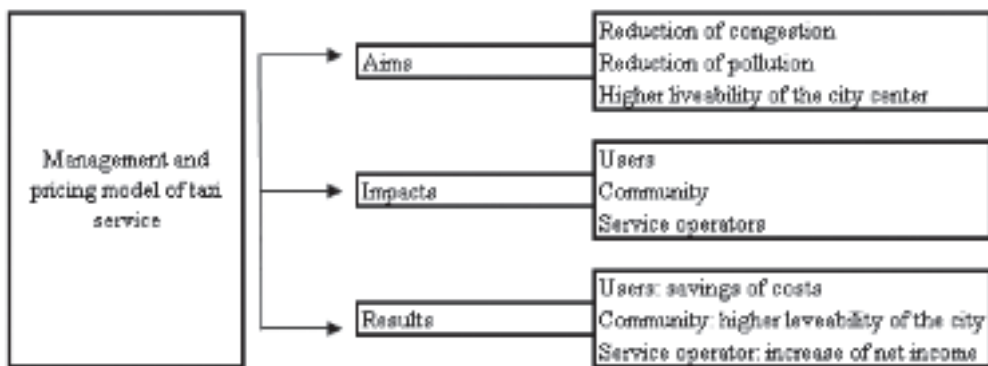 Management and
pricing model of taxi
service
Aims
Reduction of congestion
Reduction of pollution
Higher liveability of the city center
Impacts
Users
Community
Service operators
Results
Users: savings of costs
Community: higher leveability of the city
Service operator: increase of net income